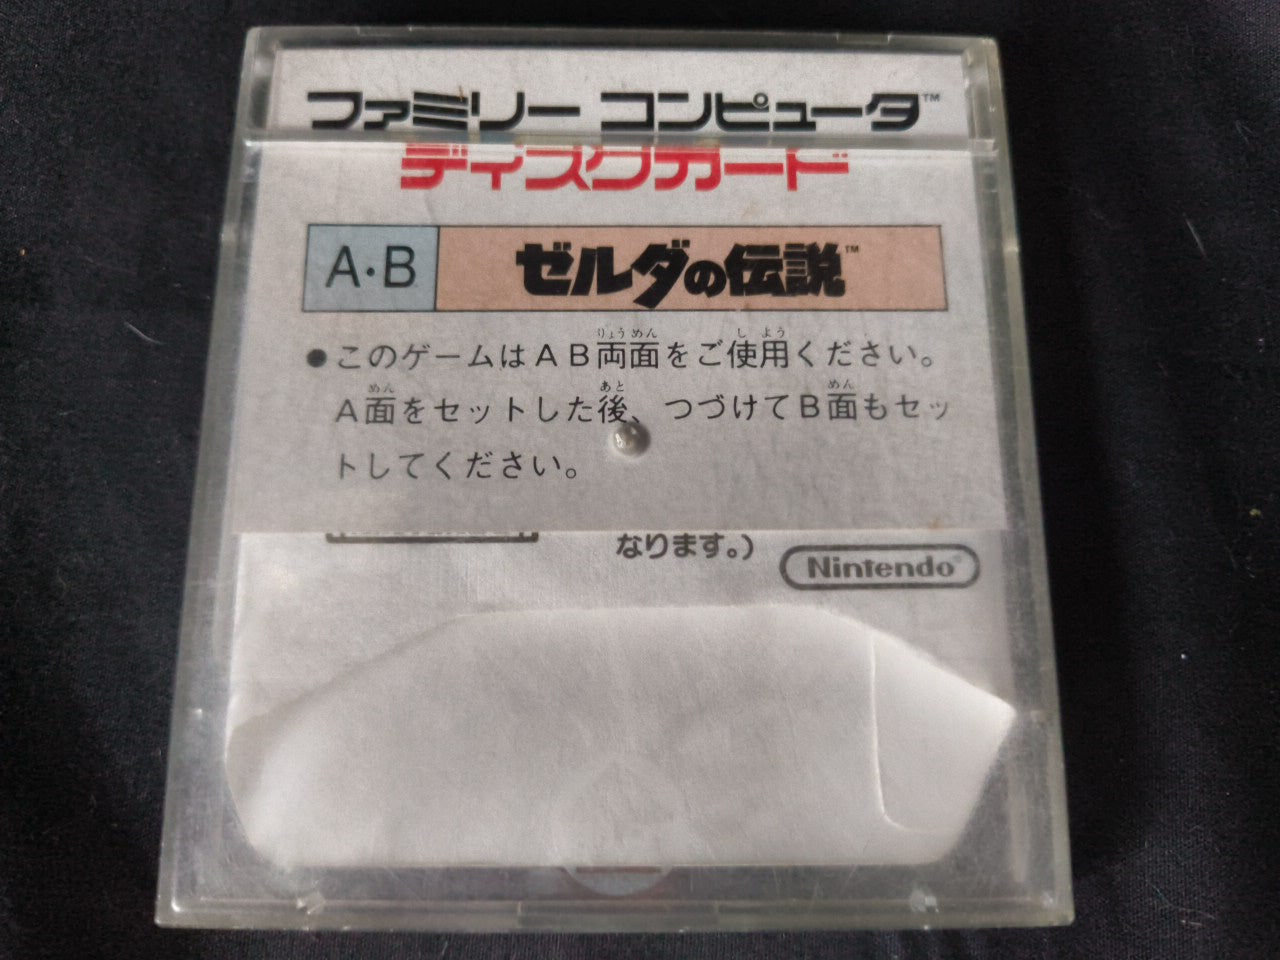 ファミリー コンピュータ™
ディスクカード
A・B
ゼルダの伝説™
●このゲームはAB両面をご使用ください。
A面をセットした後、つづけてB面もセッ
トしてください。
なります。)
Nintendo®